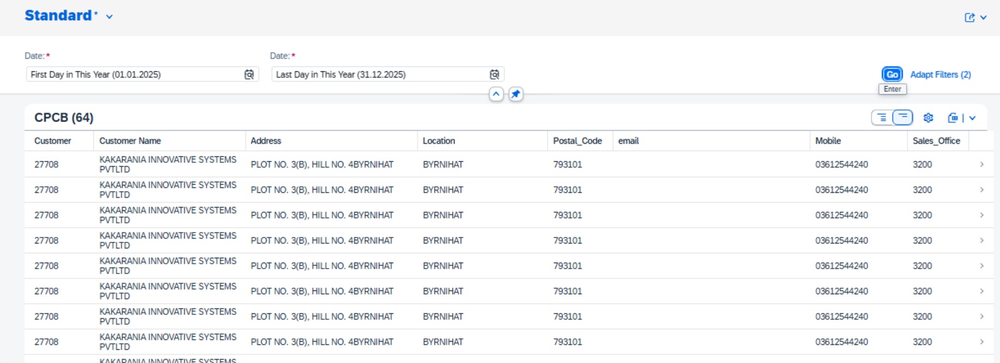 Standard *
Date:* Date:*
First Day in This Year (01.01.2025) Last Day in This Year (31.12.2025) Go Adapt Filters (2)
Enter
CPCB (64)
Customer Customer Name Address Location Postal_Code email Mobile Sales_Office
27708 KAKARANIA INNOVATIVE SYSTEMS PVTLTD PLOT NO. 3(B), HILL NO. 4BYRNIHAT BYRNIHAT 793101 03612544240 3200
27708 KAKARANIA INNOVATIVE SYSTEMS PVTLTD PLOT NO. 3(B), HILL NO. 4BYRNIHAT BYRNIHAT 793101 03612544240 3200
27708 KAKARANIA INNOVATIVE SYSTEMS PVTLTD PLOT NO. 3(B), HILL NO. 4BYRNIHAT BYRNIHAT 793101 03612544240 3200
27708 KAKARANIA INNOVATIVE SYSTEMS PVTLTD PLOT NO. 3(B), HILL NO. 4BYRNIHAT BYRNIHAT 793101 03612544240 3200
27708 KAKARANIA INNOVATIVE SYSTEMS PVTLTD PLOT NO. 3(B), HILL NO. 4BYRNIHAT BYRNIHAT 793101 03612544240 3200
27708 KAKARANIA INNOVATIVE SYSTEMS PVTLTD PLOT NO. 3(B), HILL NO. 4BYRNIHAT BYRNIHAT 793101 03612544240 3200
27708 KAKARANIA INNOVATIVE SYSTEMS PVTLTD PLOT NO. 3(B), HILL NO. 4BYRNIHAT BYRNIHAT 793101 03612544240 3200
27708 KAKARANIA INNOVATIVE SYSTEMS PVTLTD PLOT NO. 3(B), HILL NO. 4BYRNIHAT BYRNIHAT 793101 03612544240 3200
KAKARANIA INNOVATIVE SYSTEMS